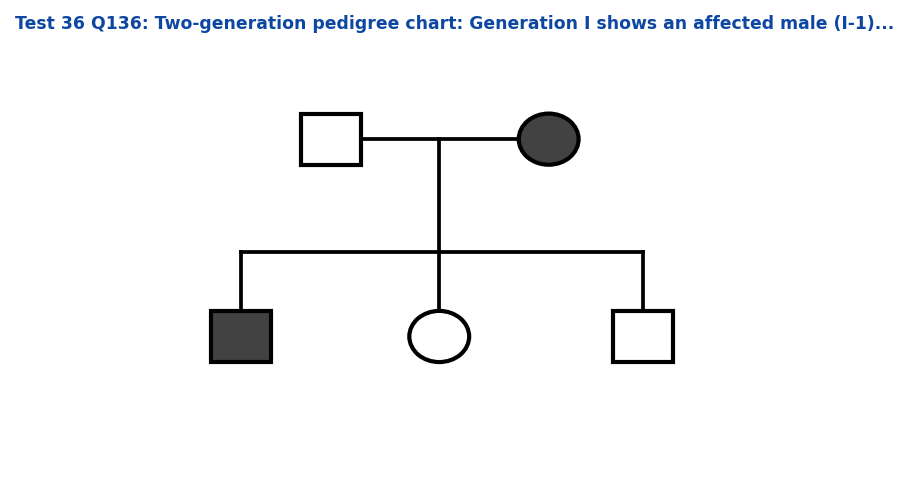 Test 36 Q136: Two-generation pedigree chart: Generation I shows an affected male (I-1)...